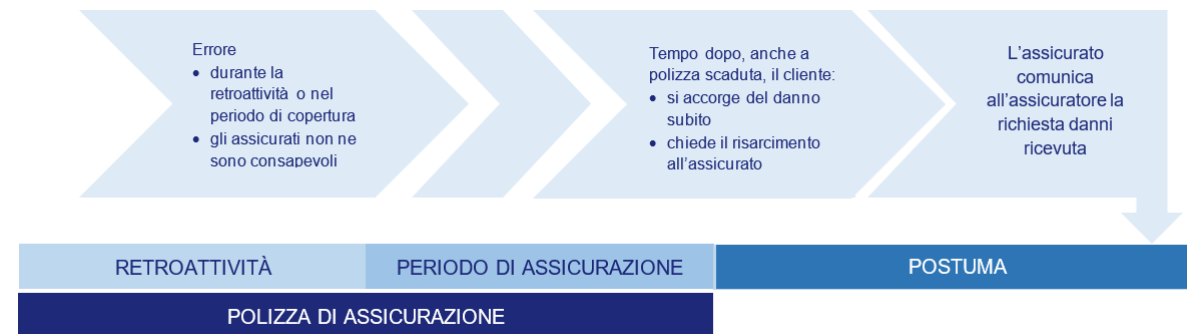 Errore
• durante la
retroattività o nel
periodo di copertura
• gli assicurati non ne
sono consapevoli
Tempo dopo, anche a
polizza scaduta, il cliente:
• si accorge del danno
subito
• chiede il risarcimento
all'assicurato
L'assicurato
comunica
all'assicuratore la
richiesta danni
ricevuta
RETROATTIVITÀ
PERIODO DI ASSICURAZIONE
POSTUMA
POLIZZA DI ASSICURAZIONE